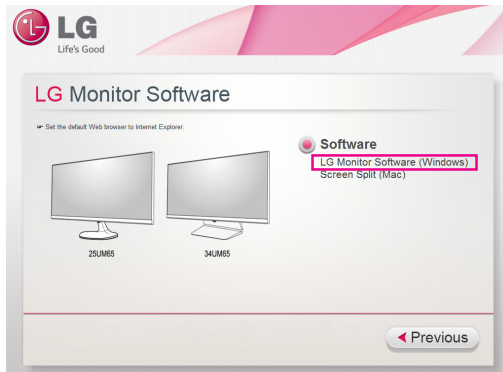 LG
Life's Good
LG Monitor Software
☞ Set the default Web browser to Internet Explorer.
Software
LG Monitor Software (Windows)
Screen Split (Mac)
25UM65
34UM65
Previous